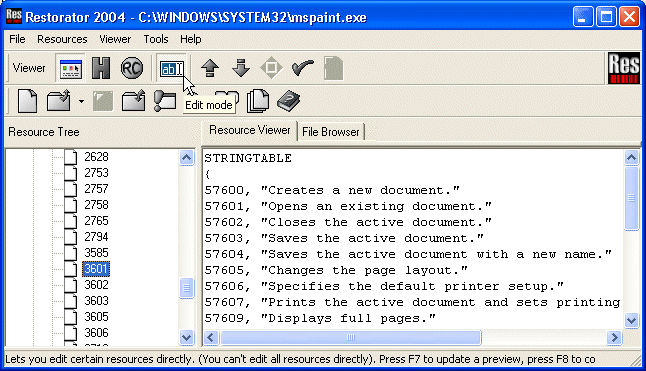 Res
Restorator 2004 - C:\WINDOWS\SYSTEM32\mspaint.exe
File Resources Viewer Tools Help
Viewer
RC
ab
Res
Edit mode
Resource Tree
Resource Viewer
File Browser
2628
2753
2757
2758
2765
2794
3585
3601
3602
3603
3605
3606
STRINGTABLE
{
57600, "Creates a new document."
57601, "Opens an existing document."
57602, "Closes the active document."
57603, "Saves the active document."
57604, "Saves the active document with a new name."
57605, "Changes the page layout."
57606, "Specifies the default printer setup."
57607, "Prints the active document and sets printing
57609, "Displays full pages."
Lets you edit certain resources directly. (You can't edit all resources directly). Press F7 to update a preview, press F8 to co